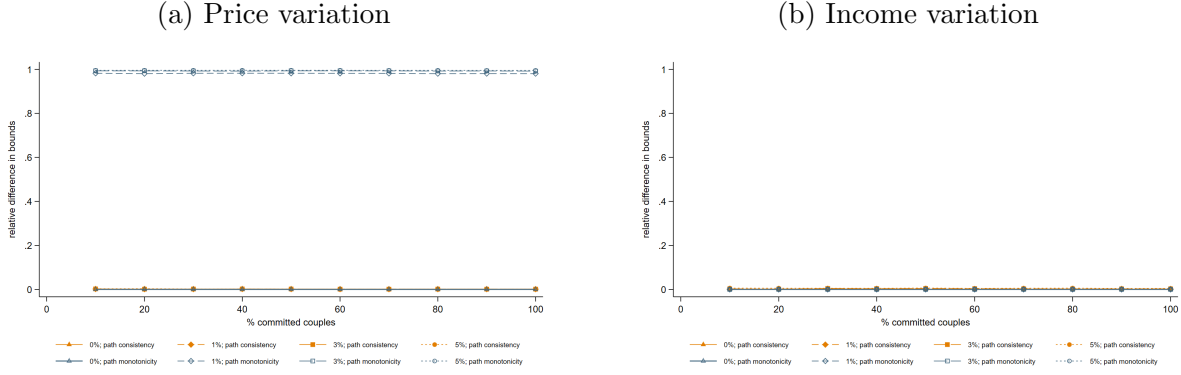 (a) Price variation
relative difference in bounds
1
.8
.6
.4
.2
0
0 20 40 60 80 100
% committed couples
0%; path consistency 1%; path consistency 3%; path consistency 5%; path consistency
0%; path monotonicity 1%; path monotonicity 3%; path monotonicity 5%; path monotonicity
(b) Income variation
relative difference in bounds
1
.8
.6
.4
.2
0
0 20 40 60 80 100
% committed couples
0%; path consistency 1%; path consistency 3%; path consistency 5%; path consistency
0%; path monotonicity 1%; path monotonicity 3%; path monotonicity 5%; path monotonicity